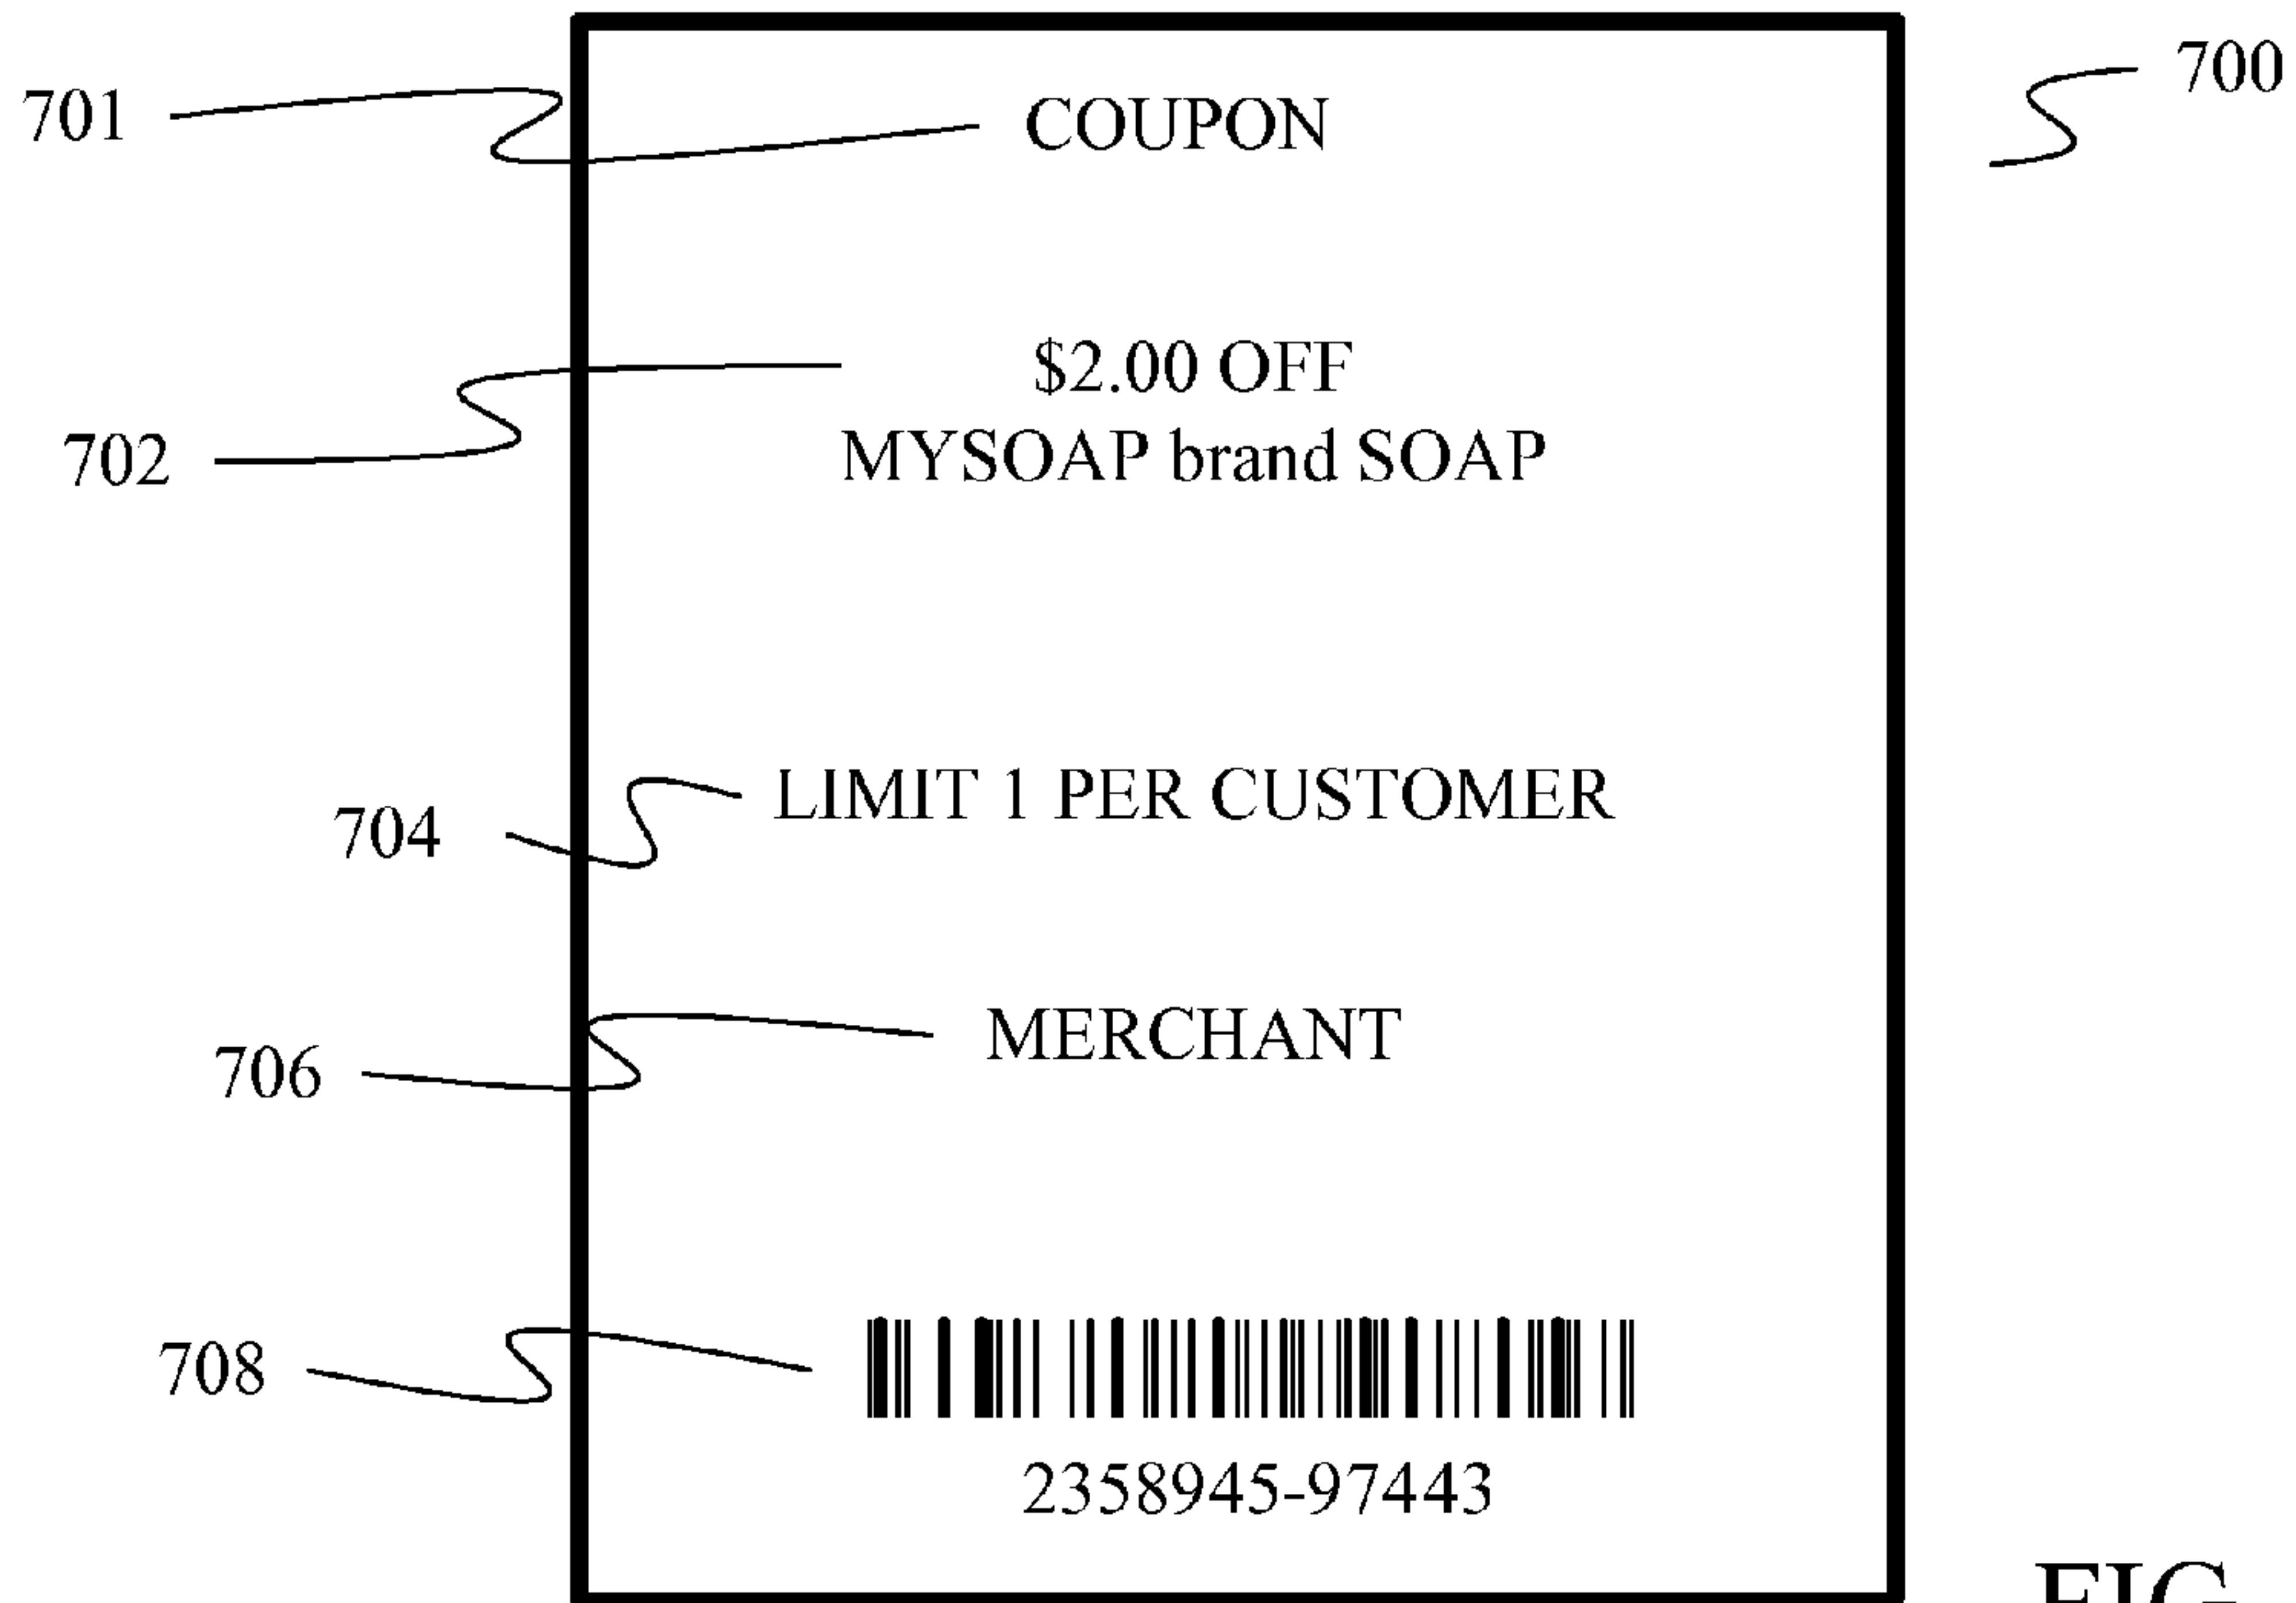 701
COUPON
700
$2.00 OFF
702
MYSOAP brand SOAP
LIMIT 1 PER CUSTOMER
704
MERCHANT
706
708
2358945-97443
FIG